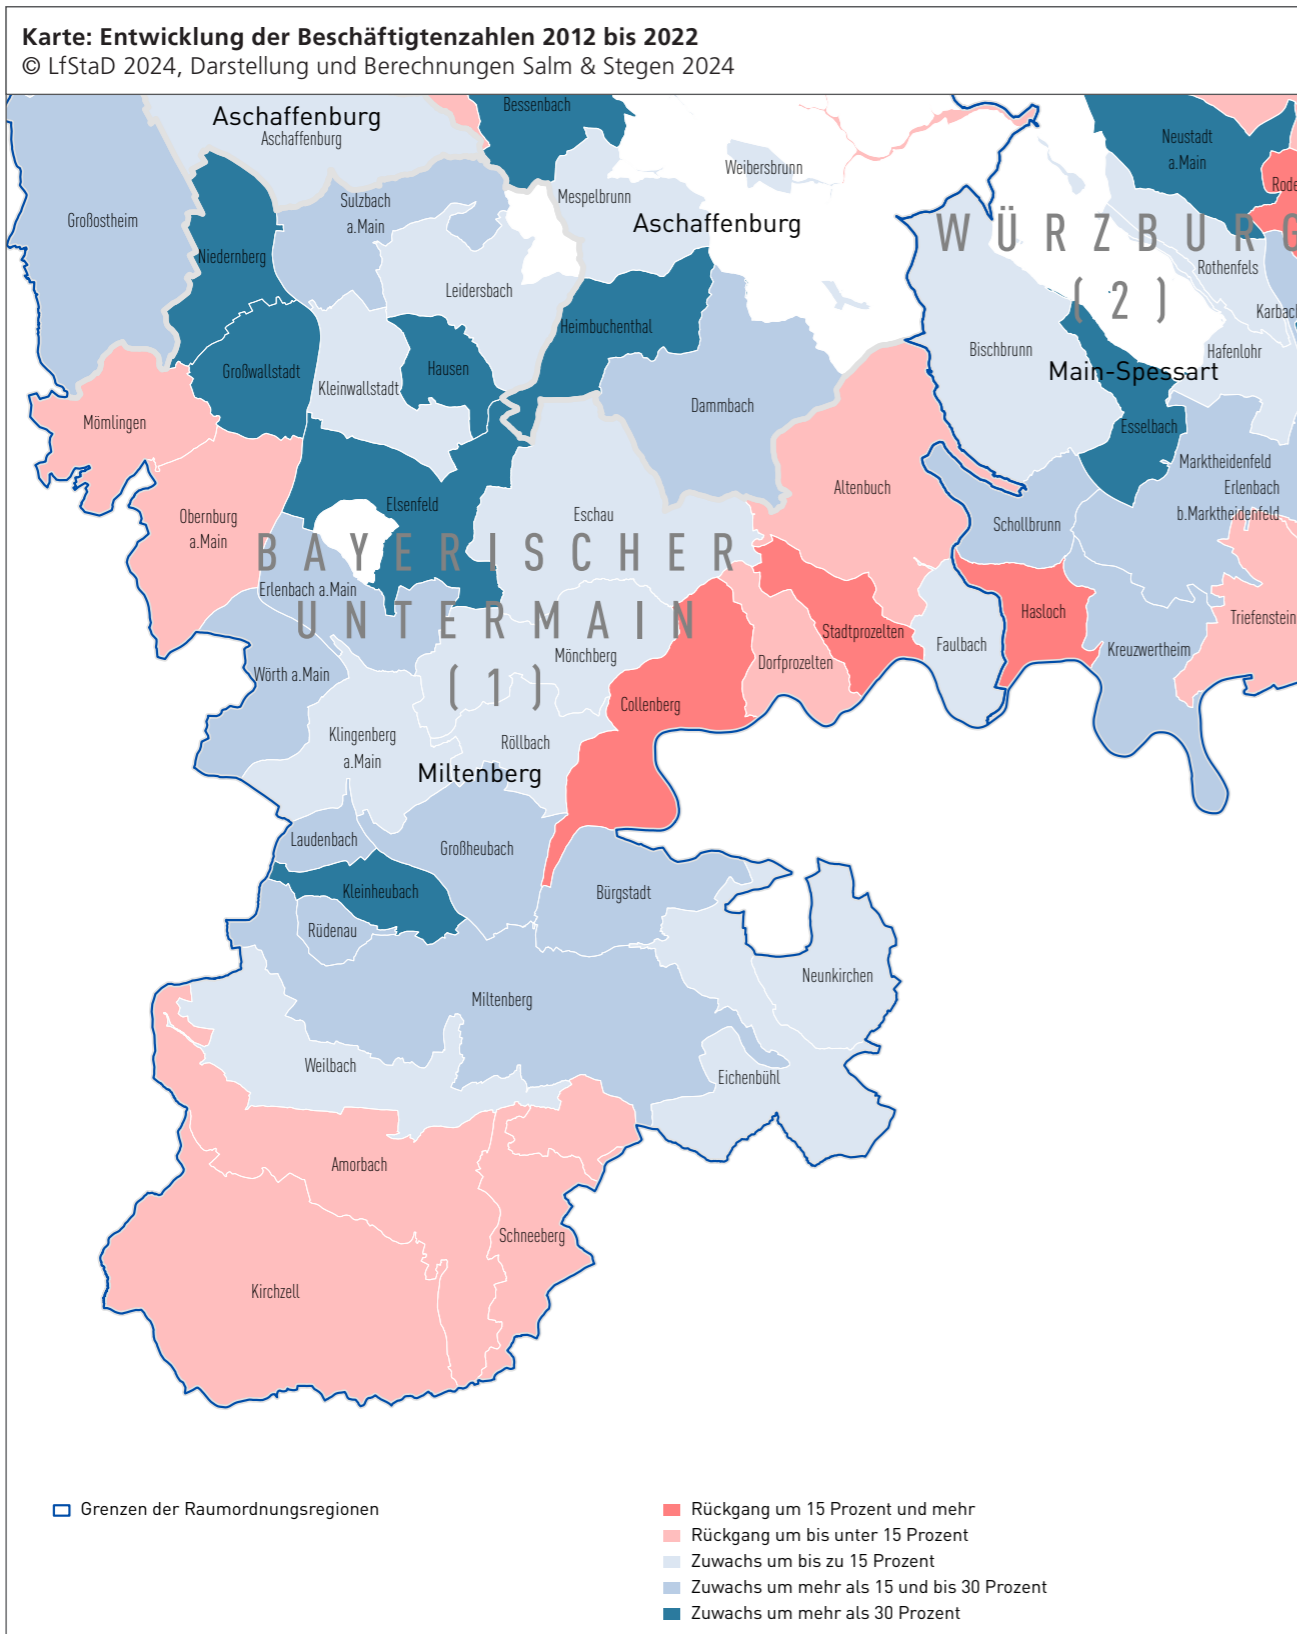 Karte: Entwicklung der Beschäftigtenzahlen 2012 bis 2022
© LfStaD 2024, Darstellung und Berechnungen Salm & Stegen 2024
Bessenbach
Aschaffenburg
Aschaffenburg
Neustadt
a.Main
Weibersbrunn
Mespelbrunn
Rode
Sulzbach
a.Main
Großostheim
Aschaffenburg
WÜRZBURG
(2)
Niedernberg
Rothenfels
Leidersbach
Karbach
Heimbuchenthal
Bischbrunn
Hafenlohr
Großwallstadt
Hausen
Main-Spessart
Kleinwallstadt
Dammbach
Mömlingen
Esselbach
Marktheidenfeld
Altenbuch
Erlenbach
b.Marktheidenfeld
Elsenfeld
Eschau
Obernburg
a.Main
Schollbrunn
BAYERISCHER
UNTERMAIN
(1)
Erlenbach a.Main
Hasloch
Triefenstein
Stadtprozelten
Faulbach
Kreuzwertheim
Mönchberg
Dorfprozelten
Wörth a.Main
Collenberg
Klingenberg
a.Main
Röllbach
Miltenberg
Laudenbach
Großheubach
Kleinheubach
Bürgstadt
Rüdenau
Neunkirchen
Miltenberg
Weilbach
Eichenbühl
Amorbach
Schneeberg
Kirchzell
Grenzen der Raumordnungsregionen
Rückgang um 15 Prozent und mehr
Rückgang um bis unter 15 Prozent
Zuwachs um bis zu 15 Prozent
Zuwachs um mehr als 15 und bis 30 Prozent
Zuwachs um mehr als 30 Prozent